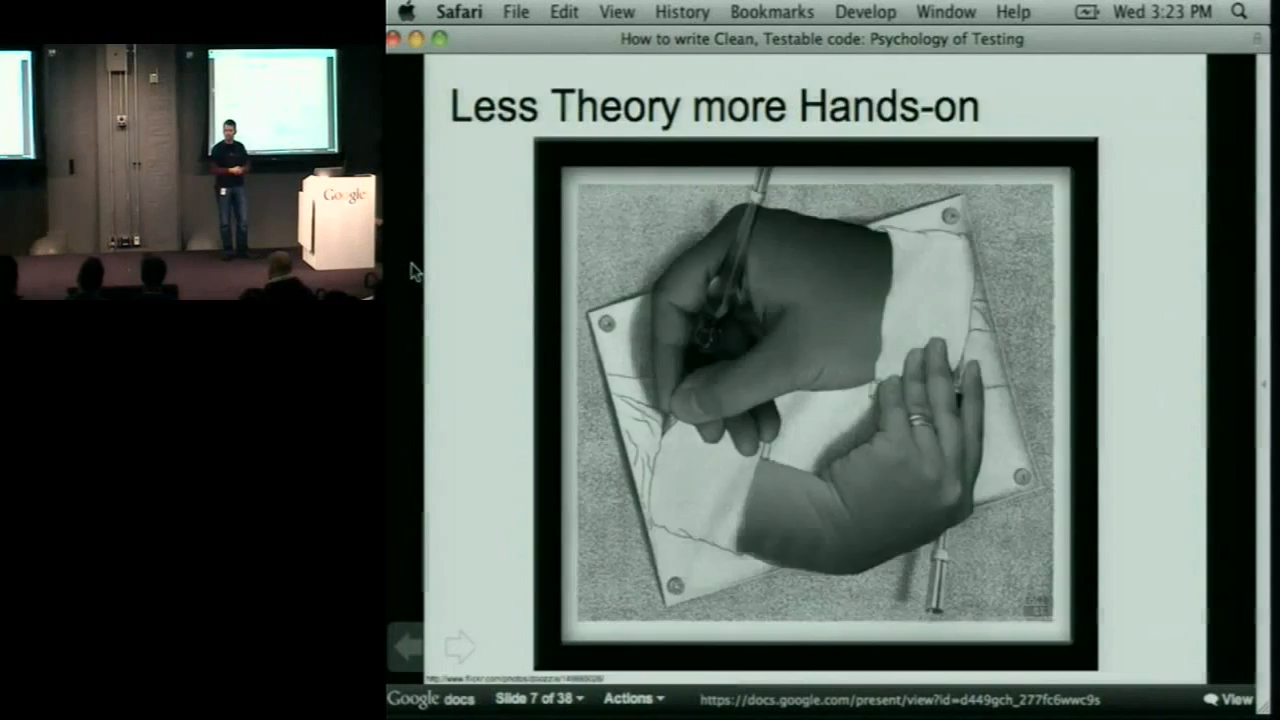 Safari File Edit View History Bookmarks Develop Window Help Wed 3:23 PM
How to write Clean, Testable code: Psychology of Testing
Less Theory more Hands-on
Google
Google docs Slide 7 of 38 Actions https://docs.google.com/present/view?id=d449gch_277fc6wwc9s View